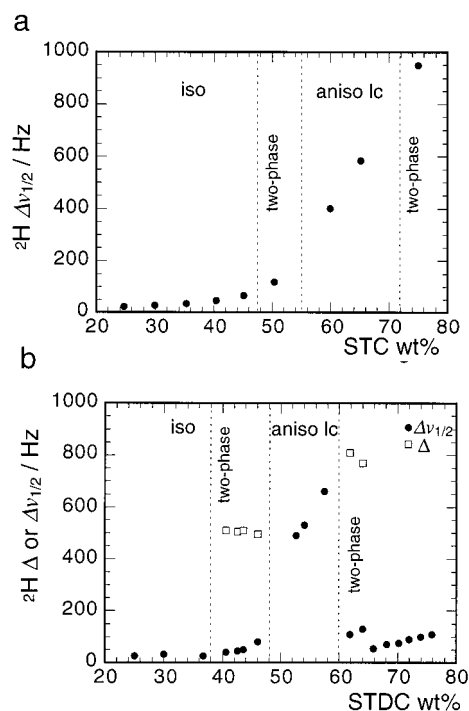 a
1000
800
600
400
200
0
²H Δν1/2 / Hz
iso
two-phase
aniso lc
two-phase
20 30 40 50 60 70 80
STC wt%
b
1000
800
600
400
200
0
²H Δ or Δν1/2 / Hz
iso
two-phase
aniso lc
two-phase
Δν1/2
Δ
20 30 40 50 60 70 80
STDC wt%